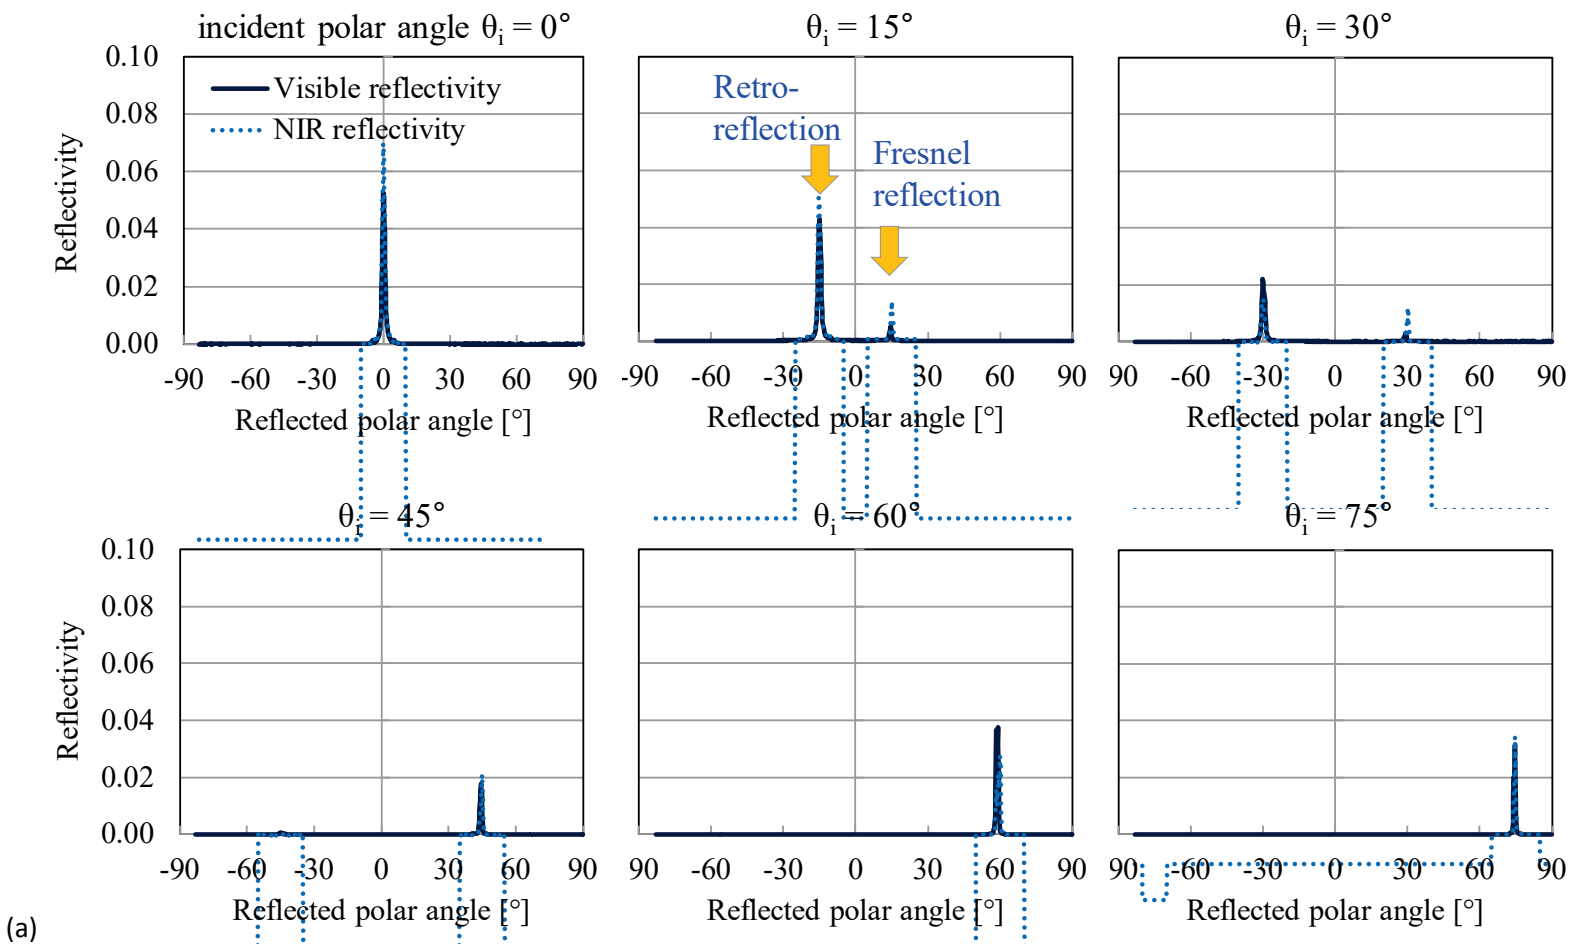 incident polar angle θi = 0°
0.10
0.08
0.06
0.04
0.02
0.00
Reflectivity
Visible reflectivity
NIR reflectivity
-90 -60 -30 0 30 60 90
Reflected polar angle [°]
θi = 15°
Retro-
reflection
Fresnel
reflection
-90 -60 -30 0 30 60 90
Reflected polar angle [°]
θi = 30°
90 -60 -30 0 30 60 90
Reflected polar angle [°]
θi = 45°
0.10
0.08
0.06
0.04
0.02
0.00
Reflectivity
-90 -60 -30 0 30 60 90
Reflected polar angle [°]
θi = 60°
-90 -60 -30 0 30 60 90
Reflected polar angle [°]
θi = 75°
90 -60 -30 0 30 60 90
Reflected polar angle [°]
(a)